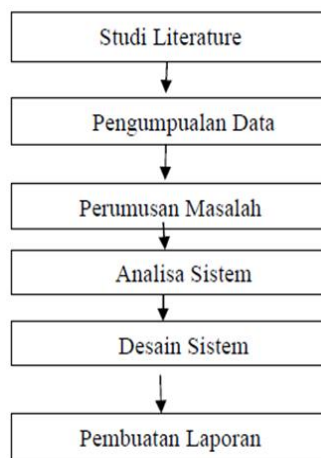 Studi Literature
Pengumpualan Data
Perumusan Masalah
Analisa Sistem
Desain Sistem
Pembuatan Laporan